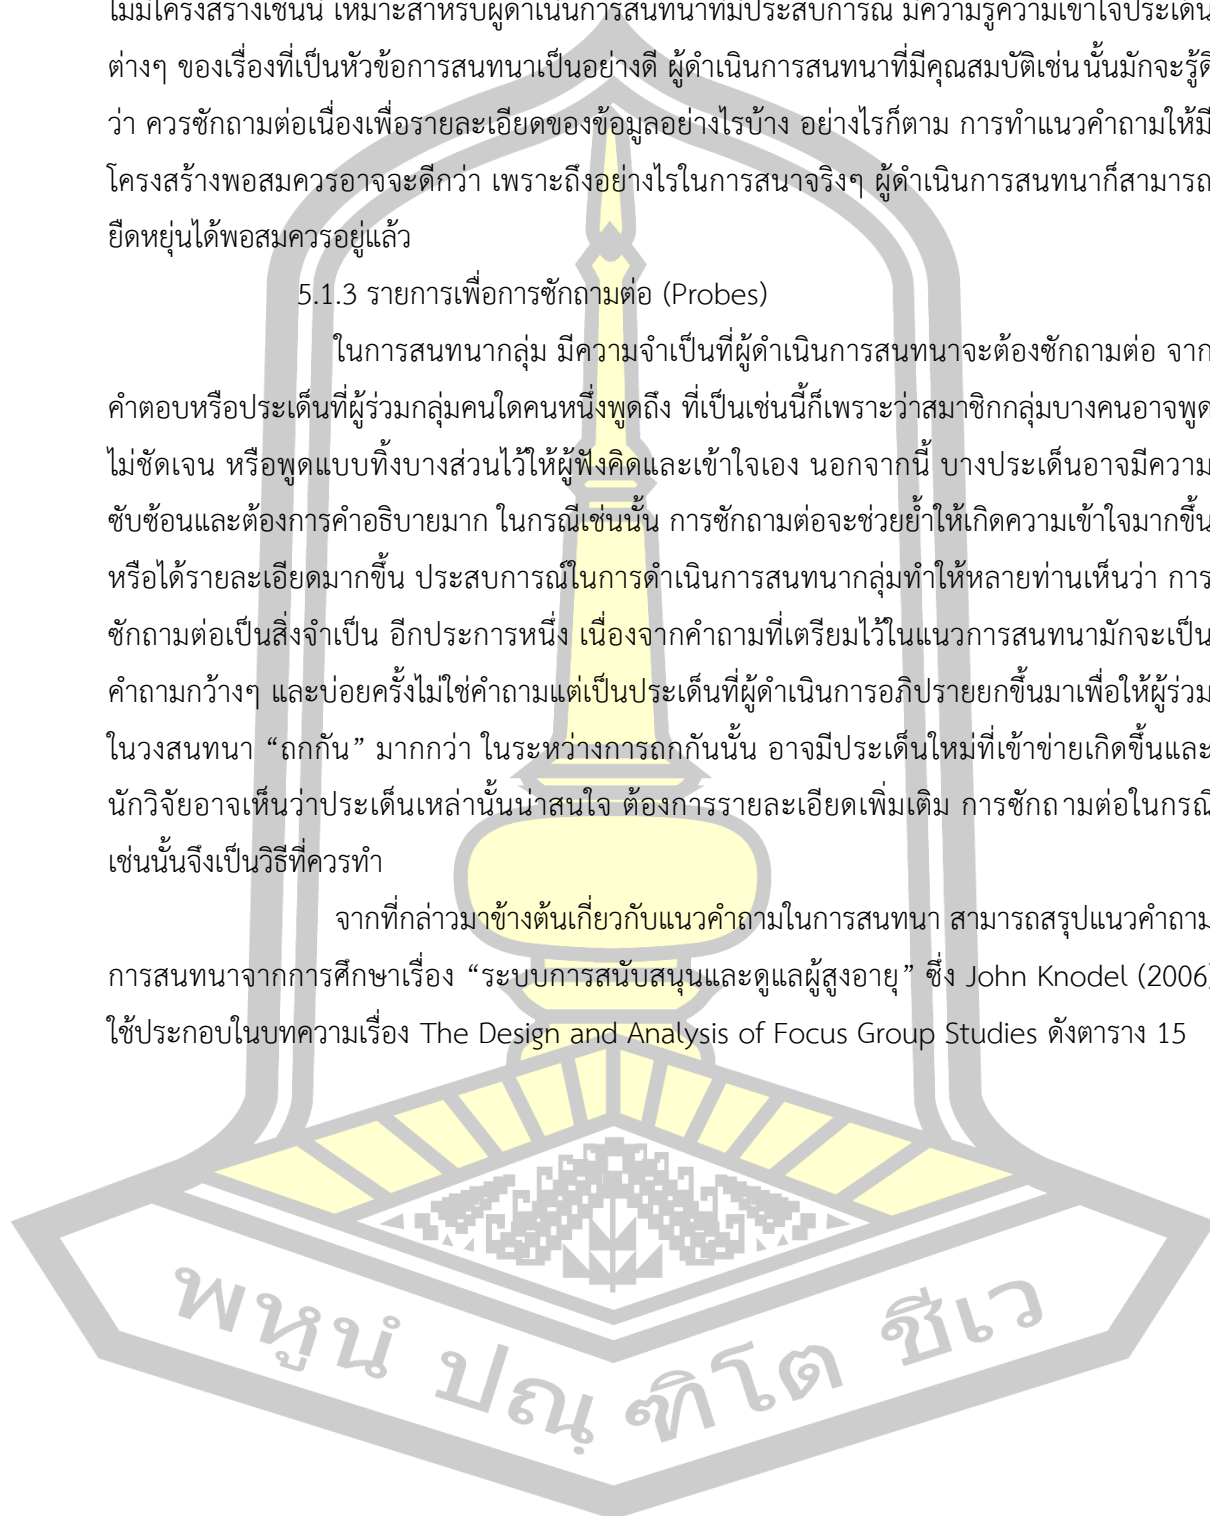 ไม่มีโครงสร้างเช่นนี้ เหมาะสำหรับผู้ดำเนินการสนทนาที่มีประสบการณ์ มีความรู้ความเข้าใจประเด็น
ต่างๆ ของเรื่องที่เป็นหัวข้อการสนทนาเป็นอย่างดี ผู้ดำเนินการสนทนาที่มีคุณสมบัติเช่นนั้นมักจะรู้ดี
ว่า ควรซักถามต่อเนื่องเพื่อรายละเอียดของข้อมูลอย่างไรบ้าง อย่างไรก็ตาม การทำแนวคำถามให้มี
โครงสร้างพอสมควรอาจจะดีกว่า เพราะถึงอย่างไรในการสนาจริงๆ ผู้ดำเนินการสนทนาก็สามารถ
ยืดหยุ่นได้พอสมควรอยู่แล้ว
5.1.3 รายการเพื่อการซักถามต่อ (Probes)
ในการสนทนากลุ่ม มีความจำเป็นที่ผู้ดำเนินการสนทนาจะต้องซักถามต่อ จาก
คำตอบหรือประเด็นที่ผู้ร่วมกลุ่มคนใดคนหนึ่งพูดถึง ที่เป็นเช่นนี้ก็เพราะว่าสมาชิกกลุ่มบางคนอาจพูด
ไม่ชัดเจน หรือพูดแบบทิ้งบางส่วนไว้ให้ผู้ฟังคิดและเข้าใจเอง นอกจากนี้ บางประเด็นอาจมีความ
ซับซ้อนและต้องการคำอธิบายมาก ในกรณีเช่นนั้น การซักถามต่อจะช่วยย้ำให้เกิดความเข้าใจมากขึ้น
หรือได้รายละเอียดมากขึ้น ประสบการณ์ในการดำเนินการสนทนากลุ่มทำให้หลายท่านเห็นว่า การ
ซักถามต่อเป็นสิ่งจำเป็น อีกประการหนึ่ง เนื่องจากคำถามที่เตรียมไว้ในแนวการสนทนามักจะเป็น
คำถามกว้างๆ และบ่อยครั้งไม่ใช่คำถามแต่เป็นประเด็นที่ผู้ดำเนินการอภิปรายยกขึ้นมาเพื่อให้ผู้ร่วม
ในวงสนทนา “ถกกัน” มากกว่า ในระหว่างการถกกันนั้น อาจมีประเด็นใหม่ที่เข้าข่ายเกิดขึ้นและ
นักวิจัยอาจเห็นว่าประเด็นเหล่านั้นน่าสนใจ ต้องการรายละเอียดเพิ่มเติม การซักถามต่อในกรณี
เช่นนั้นจึงเป็นวิธีที่ควรทำ
จากที่กล่าวมาข้างต้นเกี่ยวกับแนวคำถามในการสนทนา สามารถสรุปแนวคำถาม
การสนทนาจากการศึกษาเรื่อง “ระบบการสนับสนุนและดูแลผู้สูงอายุ” ซึ่ง John Knodel (2006)
ใช้ประกอบในบทความเรื่อง The Design and Analysis of Focus Group Studies ดังตาราง 15
พหูนํ ปณฺฑิโต ชีเว